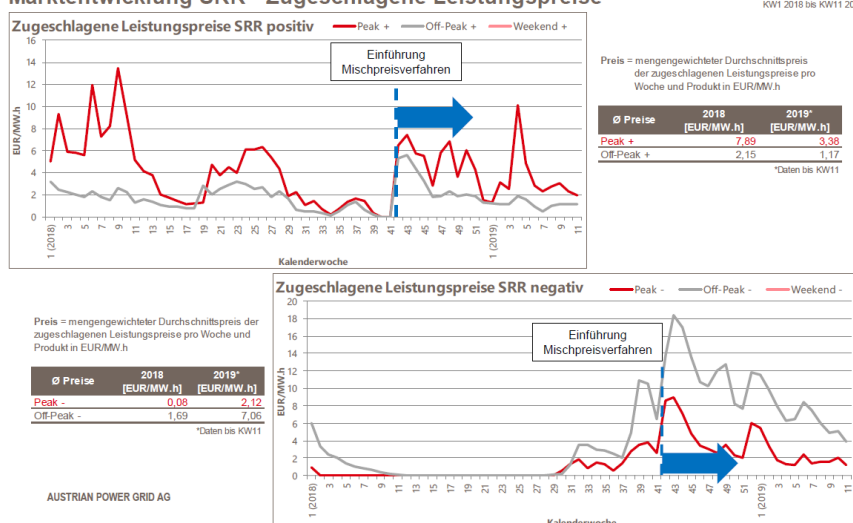 KW1 2018 bis KW11 20
Zugeschlagene Leistungspreise SRR positiv
Peak +
Off-Peak +
Weekend +
EUR/MW.h
16
14
12
10
8
6
4
2
0
Einführung
Mischpreisverfahren
1 (2018)
3
5
7
9
11
13
15
17
19
21
23
25
27
29
31
33
35
37
39
41
43
45
47
49
51
1 (2019)
3
5
7
9
11
Kalenderwoche
Preis = mengengewichteter Durchschnittspreis
der zugeschlagenen Leistungspreise pro
Woche und Produkt in EUR/MW.h
Ø Preise 2018 [EUR/MW.h] 2019* [EUR/MW.h]
Peak + 7,89 3,38
Off-Peak + 2,15 1,17
*Daten bis KW11
Zugeschlagene Leistungspreise SRR negativ
Peak -
Off-Peak -
Weekend -
EUR/MW.h
20
18
16
14
12
10
8
6
4
2
0
Einführung
Mischpreisverfahren
1 (2018)
3
5
7
9
11
13
15
17
19
21
23
25
27
29
31
33
35
37
39
41
43
45
47
49
51
1 (2019)
3
5
7
9
11
Kalenderwoche
Preis = mengengewichteter Durchschnittspreis der
zugeschlagenen Leistungspreise pro Woche und
Produkt in EUR/MW.h
Ø Preise 2018 [EUR/MW.h] 2019* [EUR/MW.h]
Peak - 0,08 2,12
Off-Peak - 1,69 7,06
*Daten bis KW11
AUSTRIAN POWER GRID AG